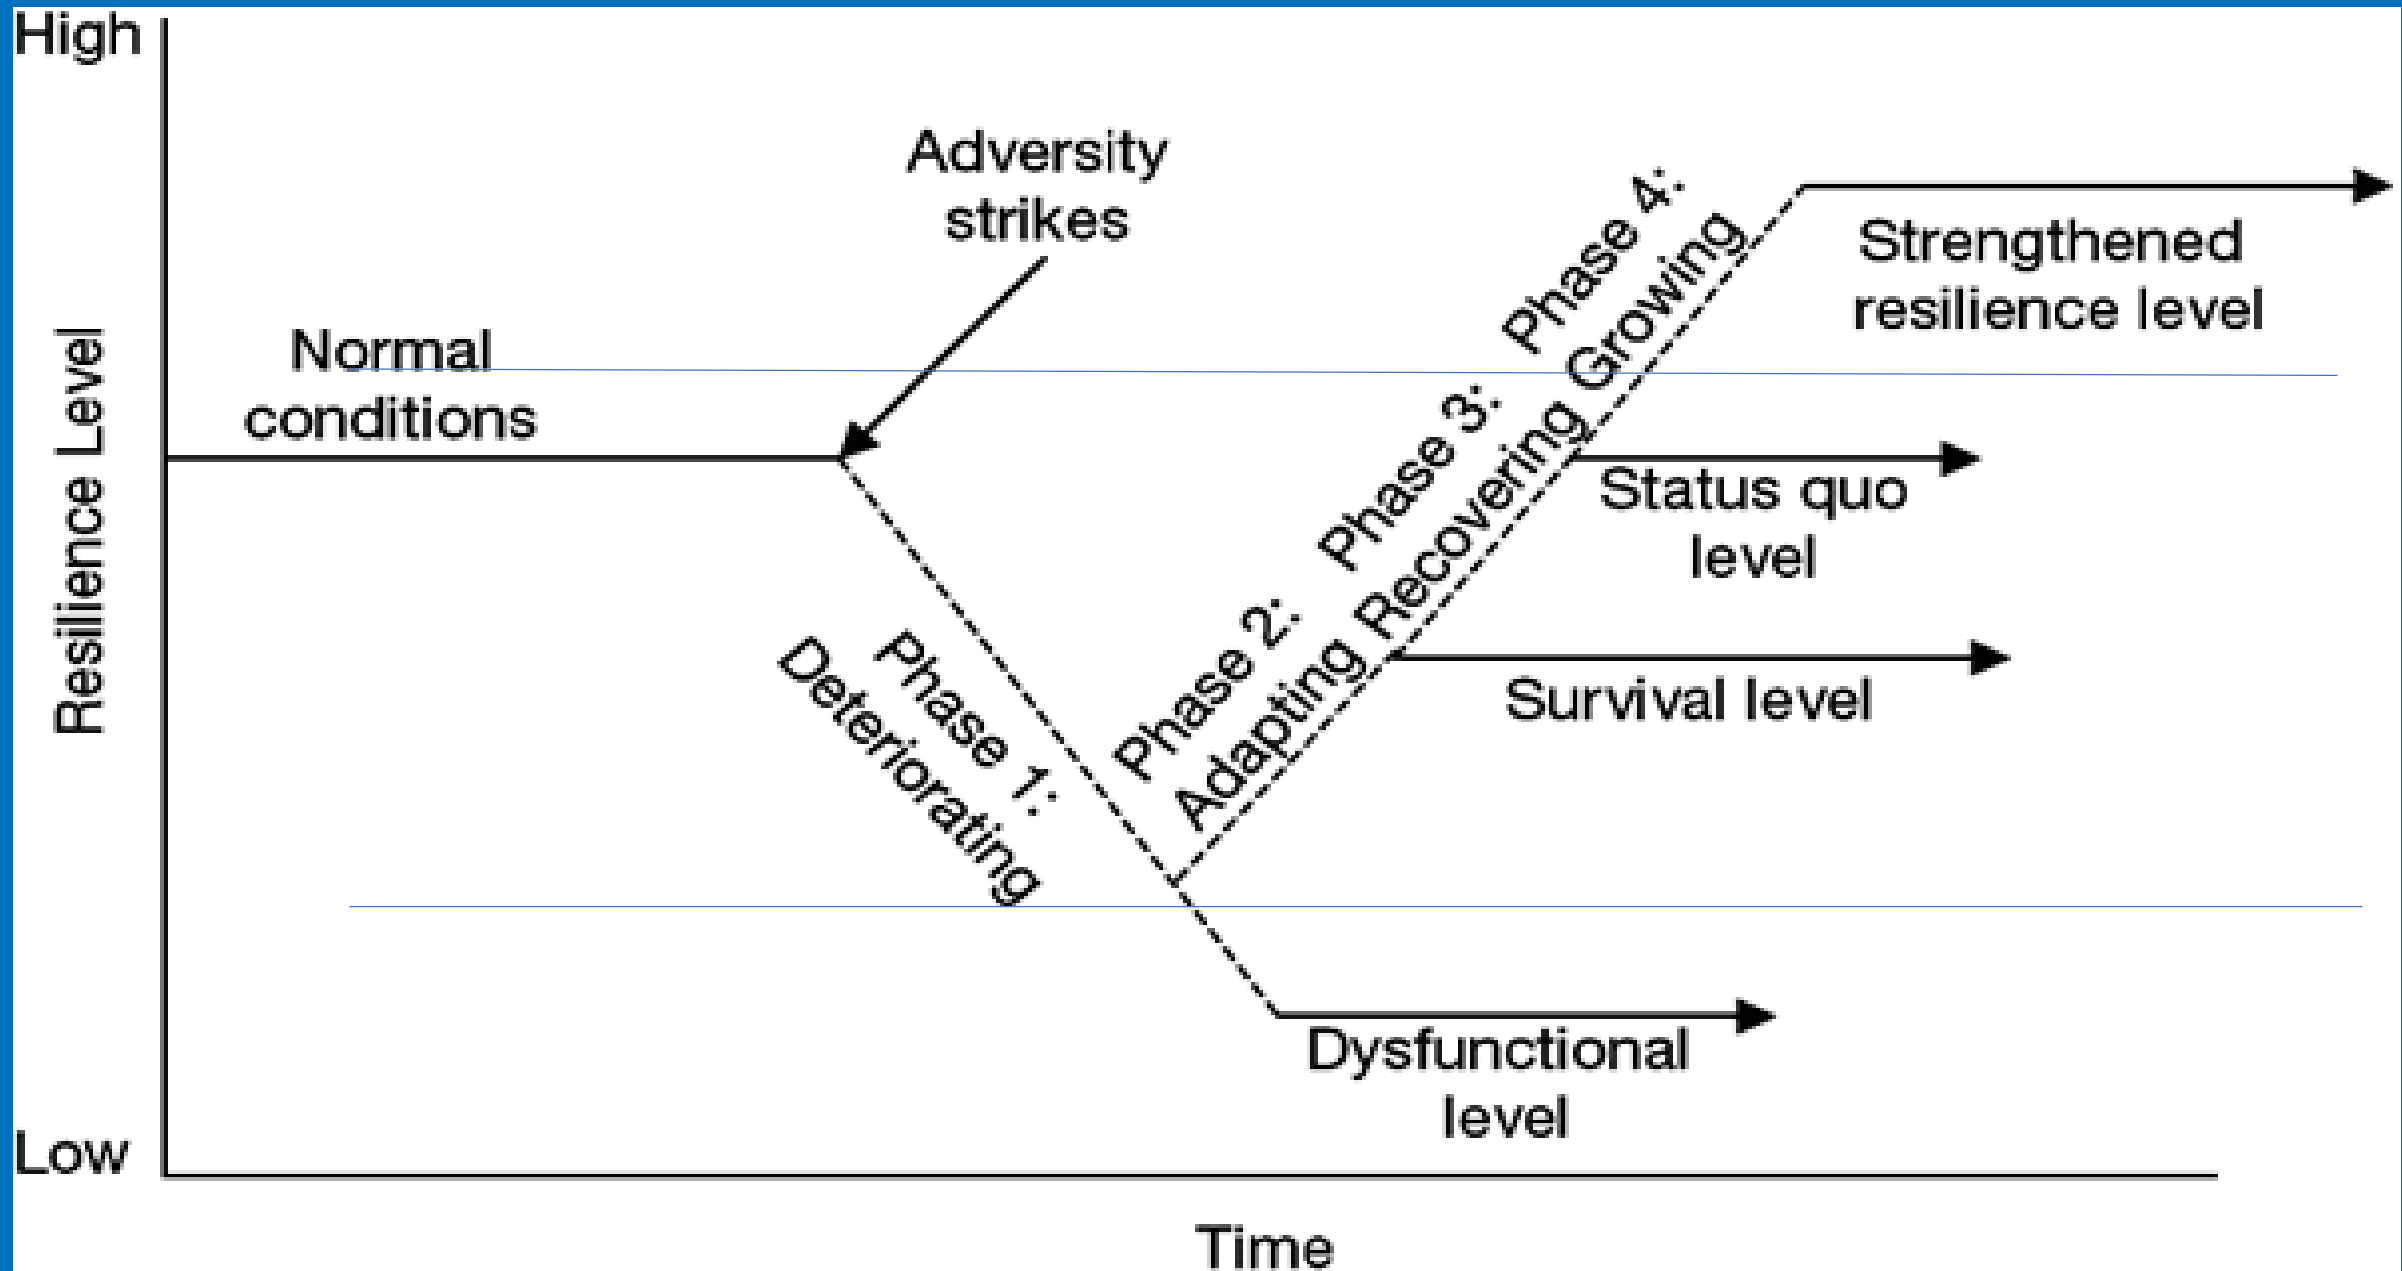 High
Adversity
strikes
Normal
conditions
Resilience Level
Phase 1:
Deteriorating
Phase 2:
Adapting
Phase 3:
Recovering
Phase 4:
Growing
Strengthened
resilience level
Status quo
level
Survival level
Dysfunctional
level
Low
Time